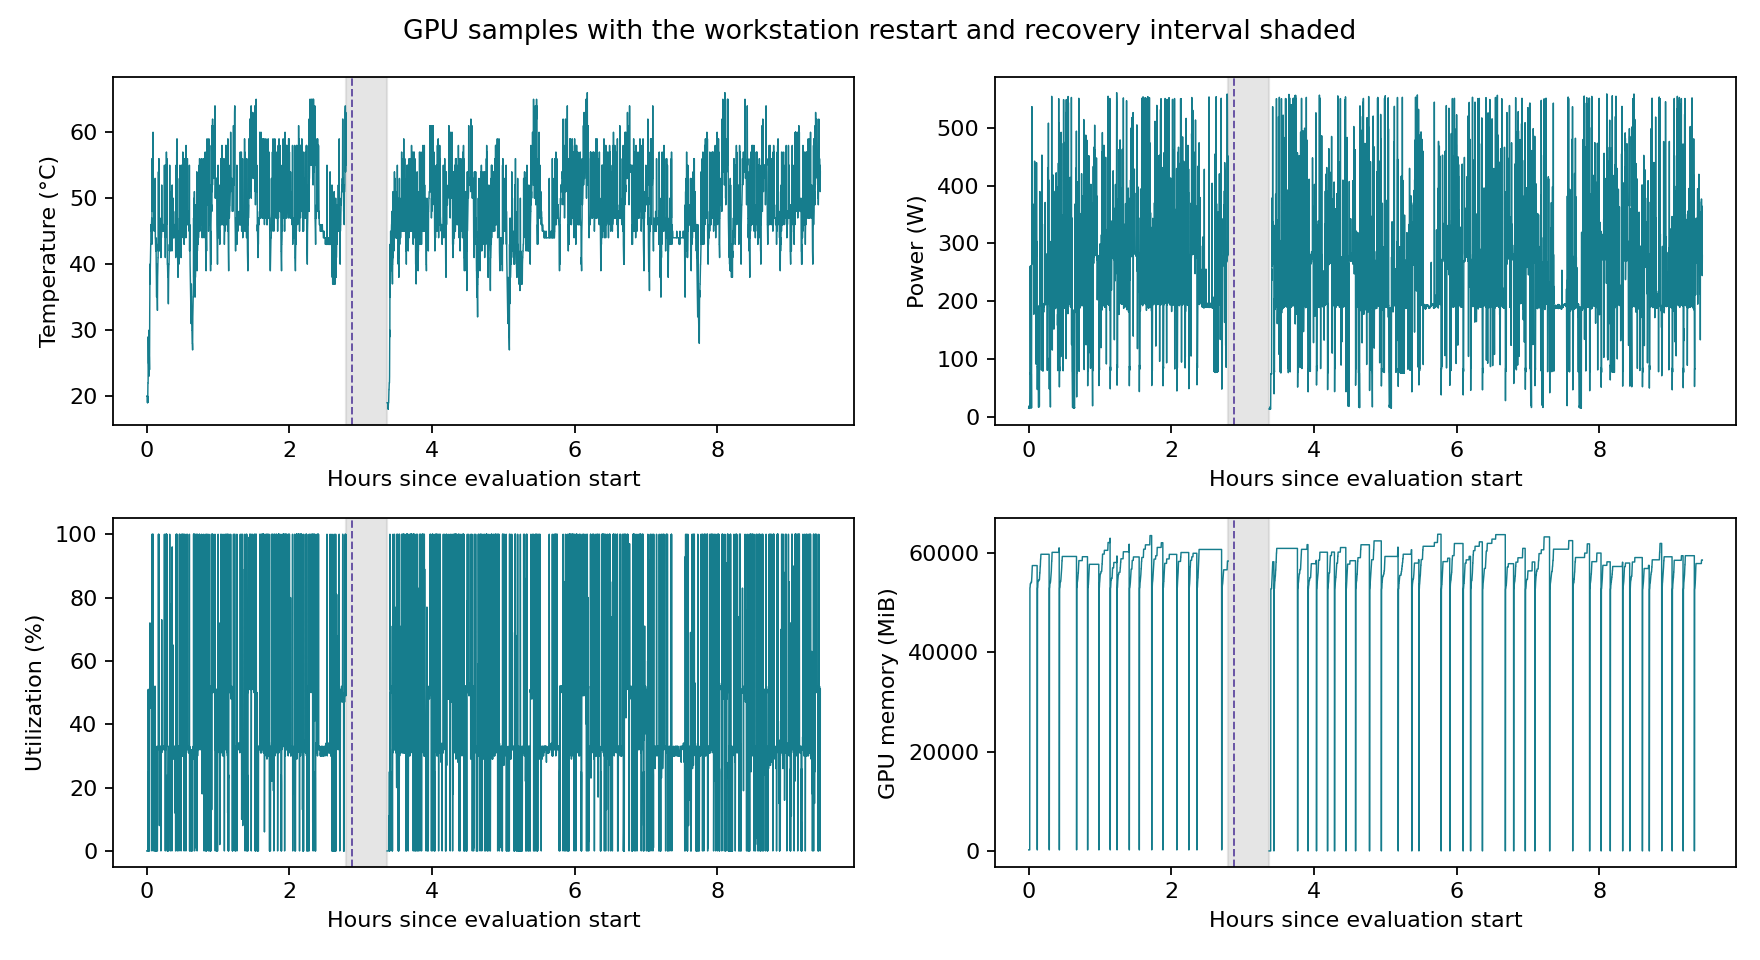 GPU samples with the workstation restart and recovery interval shaded
Temperature (°C)
60
50
40
30
20
0 2 4 6 8
Hours since evaluation start
Power (W)
500
400
300
200
100
0
0 2 4 6 8
Hours since evaluation start
Utilization (%)
100
80
60
40
20
0
0 2 4 6 8
Hours since evaluation start
GPU memory (MiB)
60000
40000
20000
0
0 2 4 6 8
Hours since evaluation start